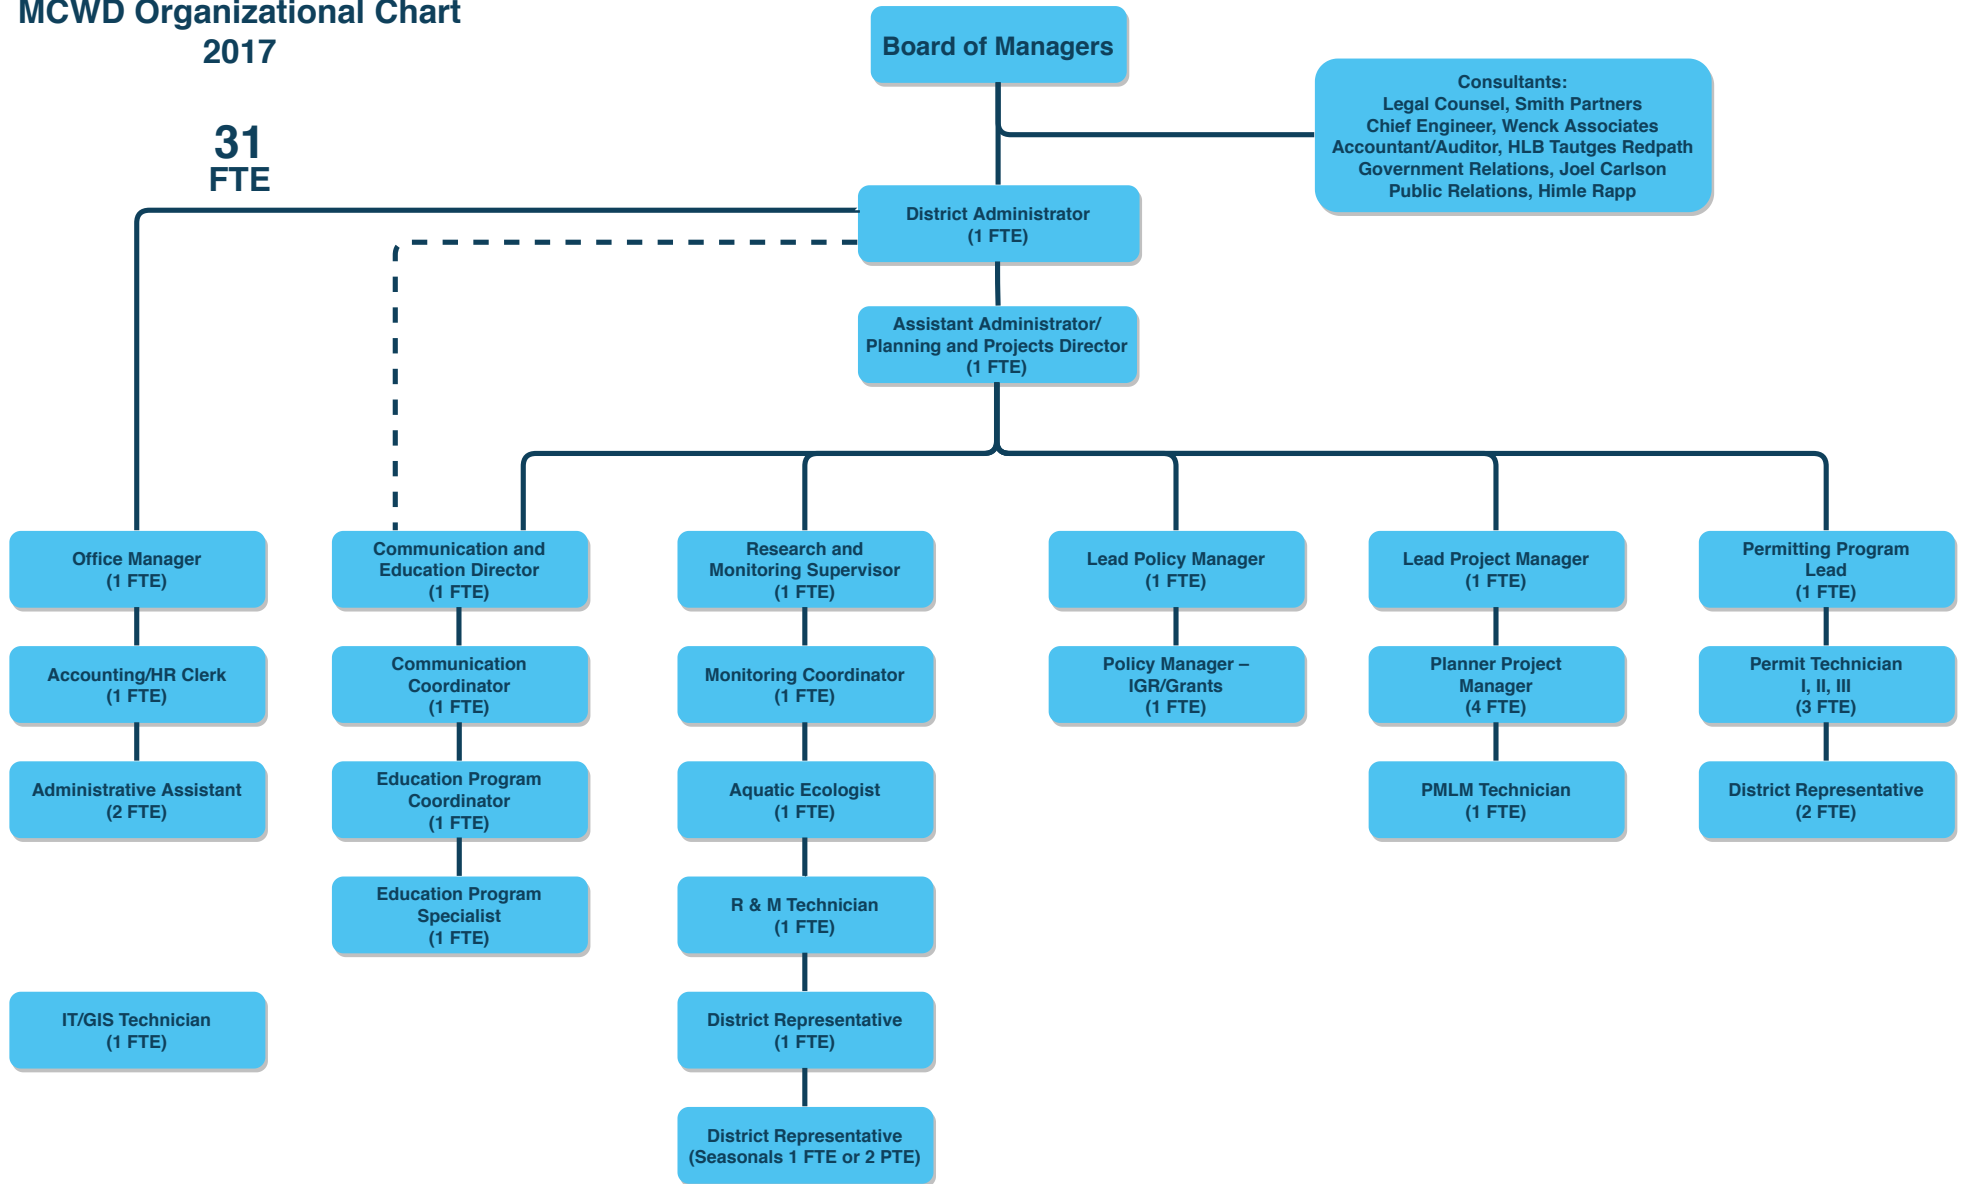 MCWD Organizational Chart
2017
31
FTE
Board of Managers
Consultants:
Legal Counsel, Smith Partners
Chief Engineer, Wenck Associates
Accountant/Auditor, HLB Tautges Redpath
Government Relations, Joel Carlson
Public Relations, Himle Rapp
District Administrator
(1 FTE)
Assistant Administrator/
Planning and Projects Director
(1 FTE)
Office Manager
(1 FTE)
Accounting/HR Clerk
(1 FTE)
Administrative Assistant
(2 FTE)
IT/GIS Technician
(1 FTE)
Communication and
Education Director
(1 FTE)
Communication
Coordinator
(1 FTE)
Education Program
Coordinator
(1 FTE)
Education Program
Specialist
(1 FTE)
Research and
Monitoring Supervisor
(1 FTE)
Monitoring Coordinator
(1 FTE)
Aquatic Ecologist
(1 FTE)
R & M Technician
(1 FTE)
District Representative
(1 FTE)
District Representative
(Seasonals 1 FTE or 2 PTE)
Lead Policy Manager
(1 FTE)
Policy Manager –
IGR/Grants
(1 FTE)
Lead Project Manager
(1 FTE)
Planner Project
Manager
(4 FTE)
PMLM Technician
(1 FTE)
Permitting Program
Lead
(1 FTE)
Permit Technician
I, II, III
(3 FTE)
District Representative
(2 FTE)